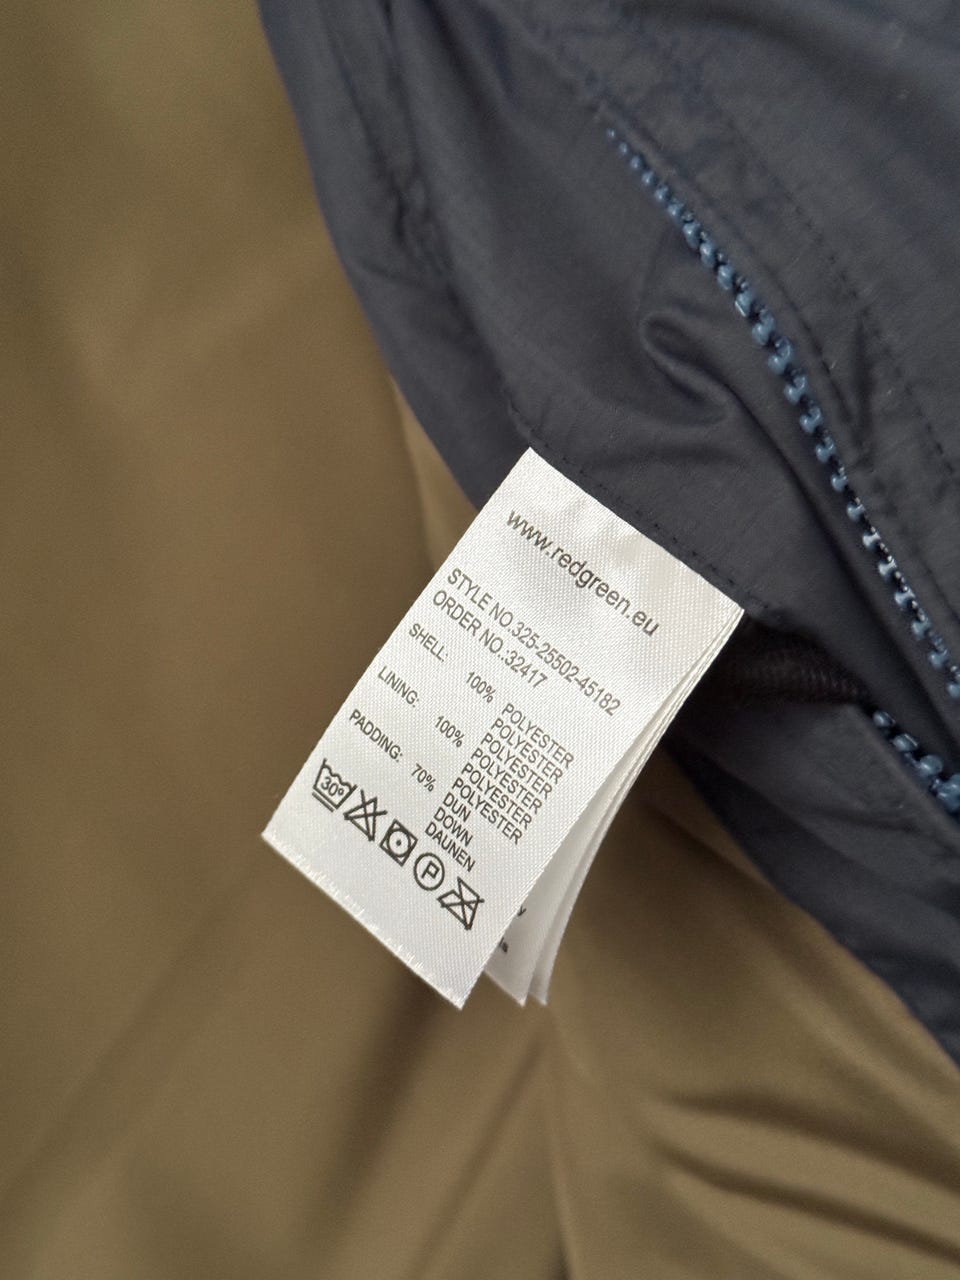 www.redgreen.eu
STYLE NO.325-25502-45182
ORDER NO.:32417
SHELL:
100% POLYESTER
POLYESTER
POLYESTER
LINING:
100% POLYESTER
POLYESTER
POLYESTER
PADDING:
70% DUN
DOWN
DAUNEN
30°
P